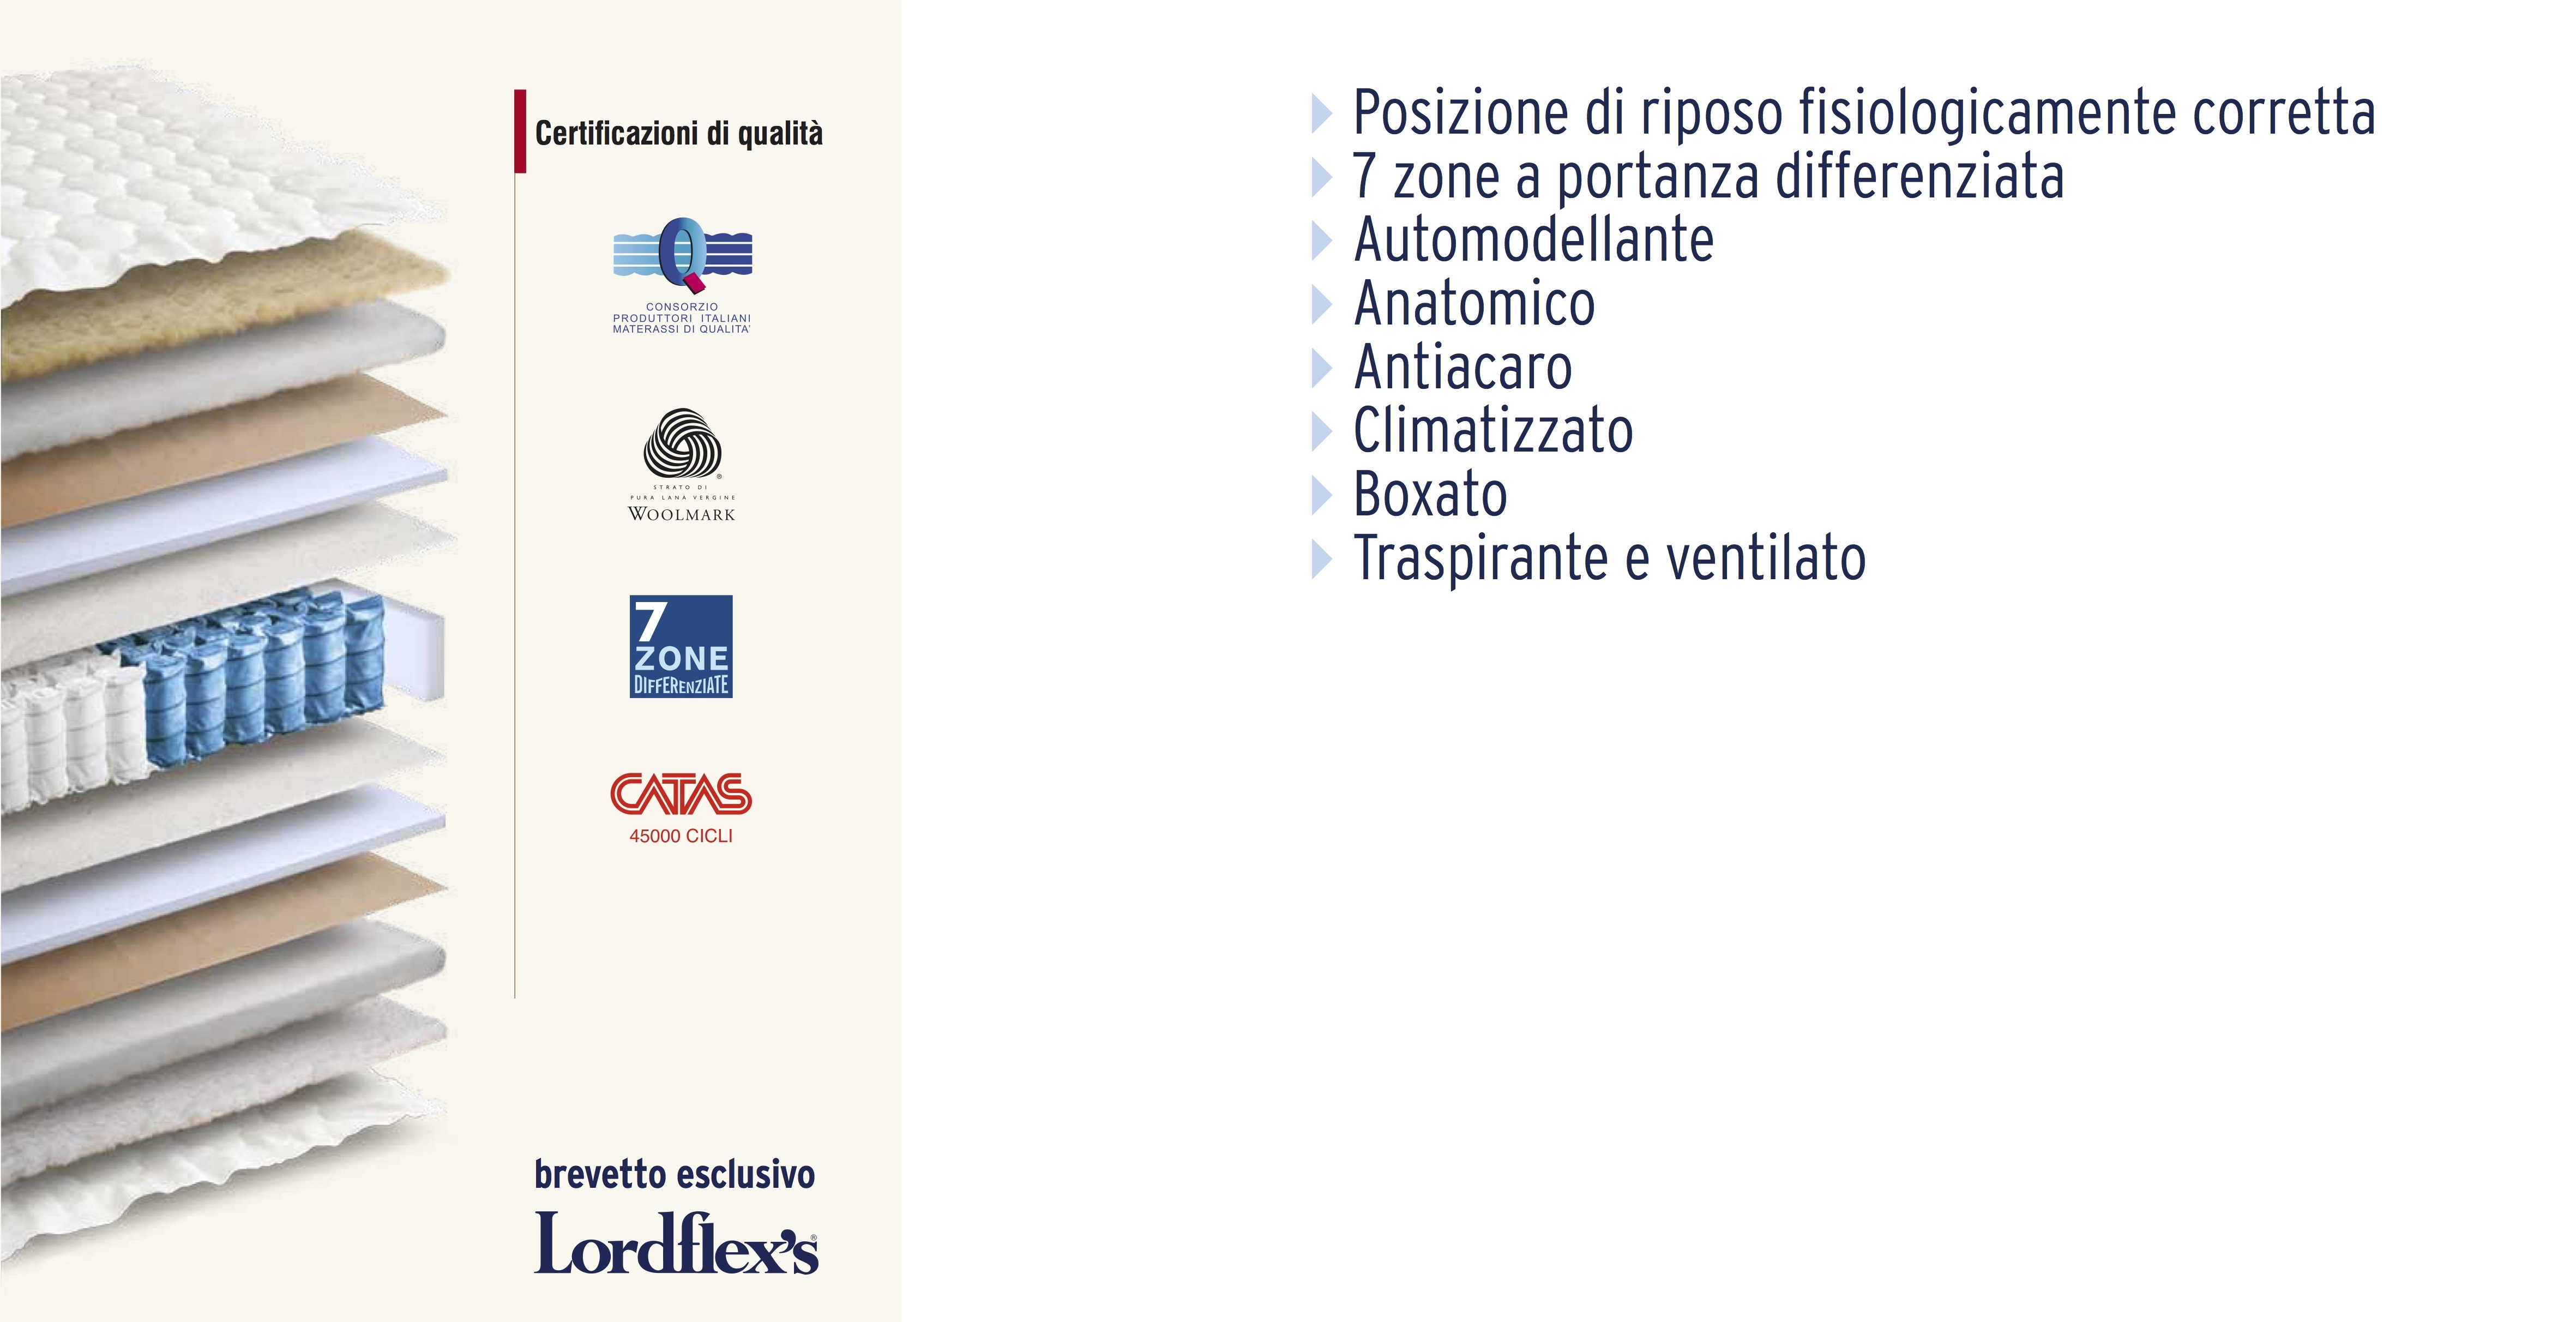 Certificazioni di qualità
Q
CONSORZIO
PRODUTTORI ITALIANI
MATERASSI DI QUALITA'
®
STRATO DI
PURA LANA VERGINE
WOOLMARK
7
ZONE
DIFFERENZIATE
CATAS
45000 CICLI
brevetto esclusivo
Lordflex's®
Posizione di riposo fisiologicamente corretta
7 zone a portanza differenziata
Automodellante
Anatomico
Antiacaro
Climatizzato
Boxato
Traspirante e ventilato